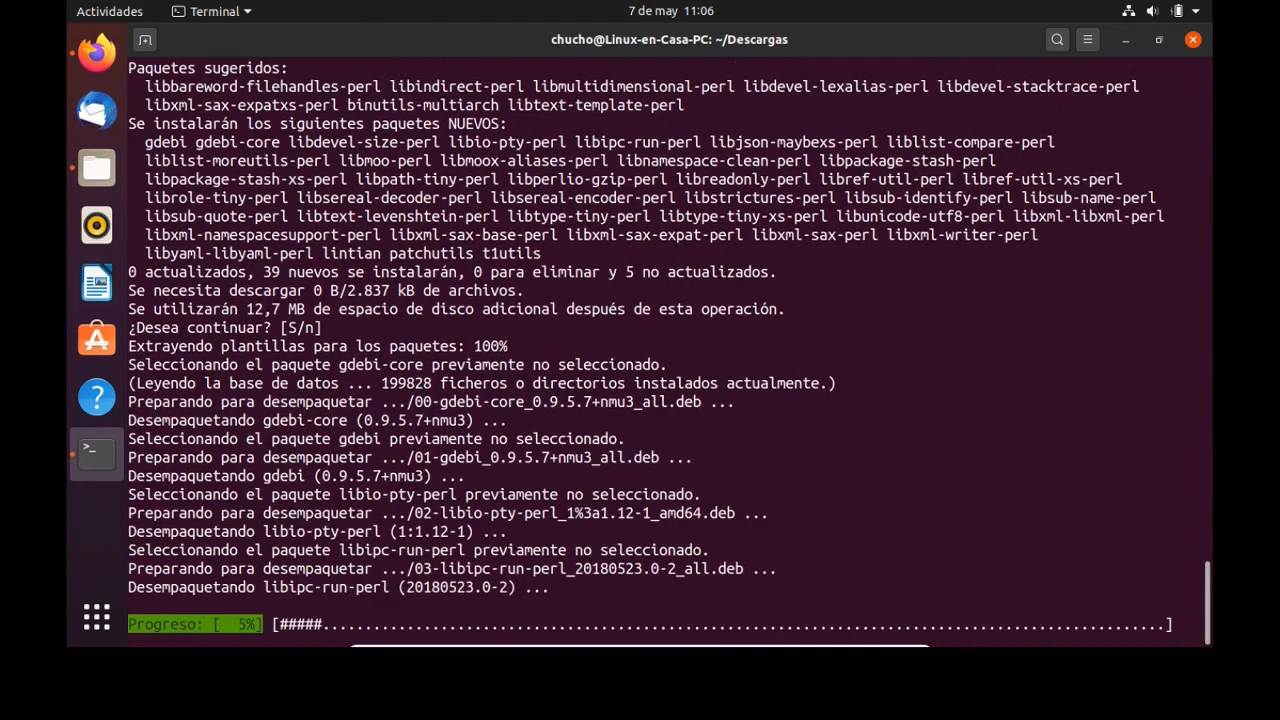 Actividades Terminal 7 de may 11:06
chucho@Linux-en-Casa-PC: ~/Descargas
Paquetes sugeridos:
libbareword-filehandles-perl libindirect-perl libmultidimensional-perl libdevel-lexalias-perl libdevel-stacktrace-perl
libxml-sax-expatxs-perl binutils-multiarch libtext-template-perl
Se instalarán los siguientes paquetes NUEVOS:
gdebi gdebi-core libdevel-size-perl libio-pty-perl libipc-run-perl libjson-maybexs-perl liblist-compare-perl
liblist-moreutils-perl libmoo-perl libmoox-aliases-perl libnamespace-clean-perl libpackage-stash-perl
libpackage-stash-xs-perl libpath-tiny-perl libperlio-gzip-perl libreadonly-perl libref-util-perl libref-util-xs-perl
librole-tiny-perl libsereal-decoder-perl libsereal-encoder-perl libstrictures-perl libsub-identify-perl libsub-name-perl
libsub-quote-perl libtext-levenshtein-perl libtype-tiny-perl libtype-tiny-xs-perl libunicode-utf8-perl libxml-libxml-perl
libxml-namespacesupport-perl libxml-sax-base-perl libxml-sax-expat-perl libxml-sax-perl libxml-writer-perl
libyaml-libyaml-perl lintian patchutils t1utils
0 actualizados, 39 nuevos se instalarán, 0 para eliminar y 5 no actualizados.
Se necesita descargar 0 B/2.837 kB de archivos.
Se utilizarán 12,7 MB de espacio de disco adicional después de esta operación.
¿Desea continuar? [S/n]
Extrayendo plantillas para los paquetes: 100%
Seleccionando el paquete gdebi-core previamente no seleccionado.
(Leyendo la base de datos ... 199828 ficheros o directorios instalados actualmente.)
Preparando para desempaquetar .../00-gdebi-core_0.9.5.7+nmu3_all.deb ...
Desempaquetando gdebi-core (0.9.5.7+nmu3) ...
Seleccionando el paquete gdebi previamente no seleccionado.
Preparando para desempaquetar .../01-gdebi_0.9.5.7+nmu3_all.deb ...
Desempaquetando gdebi (0.9.5.7+nmu3) ...
Seleccionando el paquete libio-pty-perl previamente no seleccionado.
Preparando para desempaquetar .../02-libio-pty-perl_1%3a1.12-1_amd64.deb ...
Desempaquetando libio-pty-perl (1:1.12-1) ...
Seleccionando el paquete libipc-run-perl previamente no seleccionado.
Preparando para desempaquetar .../03-libipc-run-perl_20180523.0-2_all.deb ...
Desempaquetando libipc-run-perl (20180523.0-2) ...
Progreso: [  5%] [#####....................................................................................................]